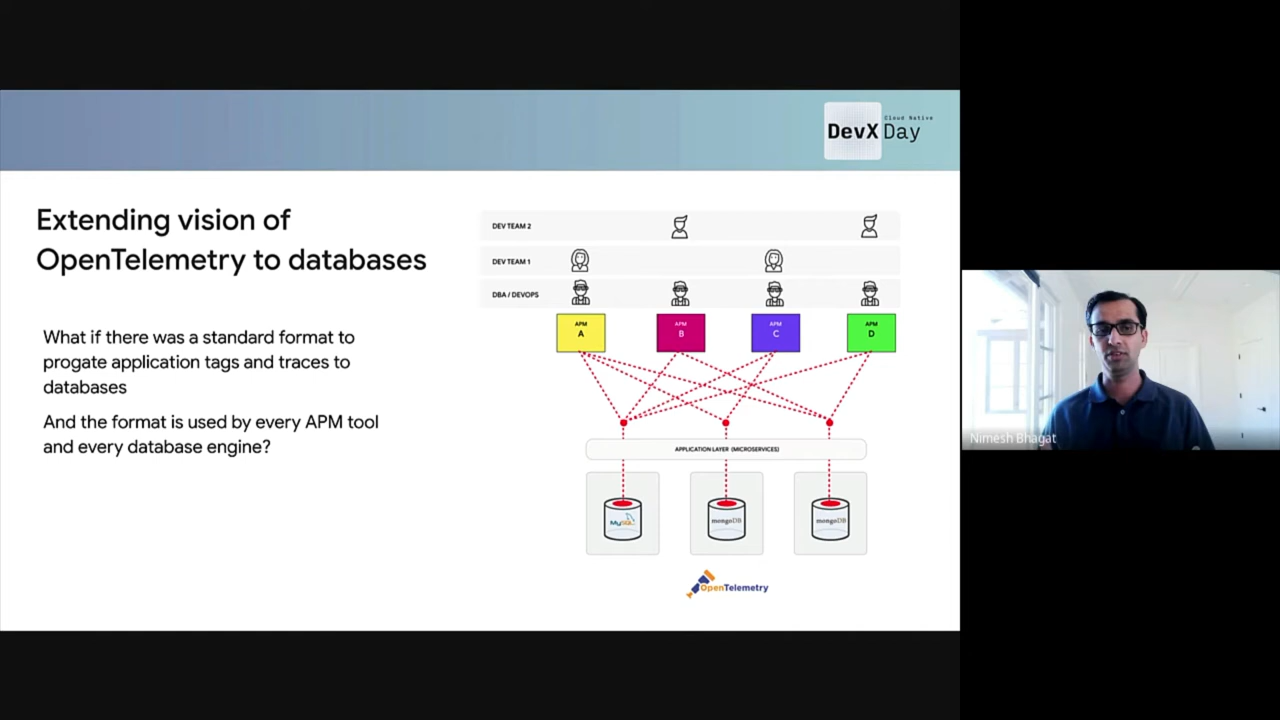 Cloud Native
DevX Day
Extending vision of
OpenTelemetry to databases
What if there was a standard format to
progate application tags and traces to
databases
And the format is used by every APM tool
and every database engine?
DEV TEAM 2
DEV TEAM 1
DBA / DEVOPS
APM
A
APM
B
APM
C
APM
D
APPLICATION LAYER (MICROSERVICES)
MySQL
mongoDB
mongoDB
OpenTelemetry
Nimesh Bhagat